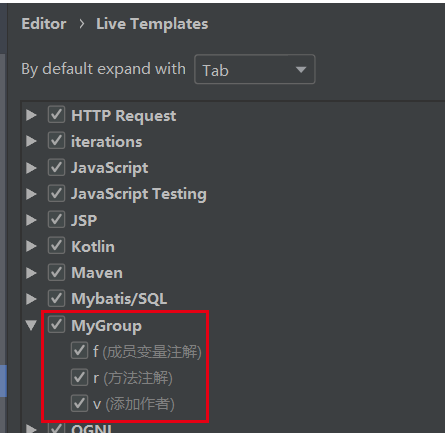 Editor › Live Templates
By default expand with Tab
HTTP Request
iterations
JavaScript
JavaScript Testing
JSP
Kotlin
Maven
Mybatis/SQL
MyGroup
f (成员变量注解)
r (方法注解)
v (添加作者)
OGNL